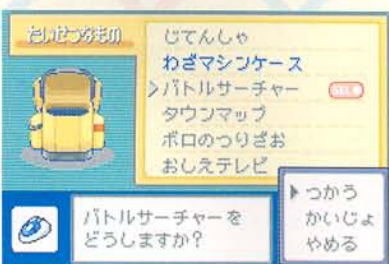 たいせつなもの
じてんしゃ
わざマシンケース
バトルサーチャー SEL
タウンマップ
ボロのつりざお
おしえテレビ
バトルサーチャーを
どうしますか?
つかう
かいじょ
やめる